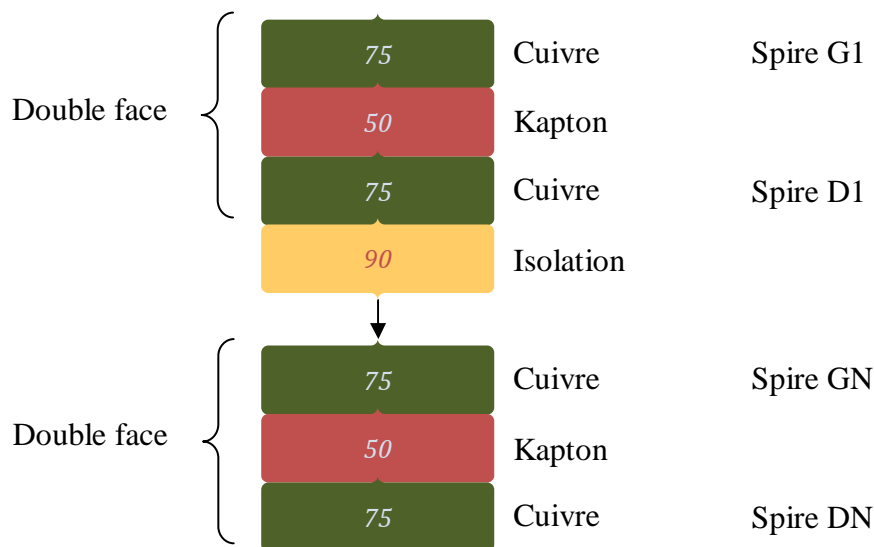 75 Cuivre Spire G1
Double face
50 Kapton
75 Cuivre Spire D1
90 Isolation
75 Cuivre Spire GN
Double face
50 Kapton
75 Cuivre Spire DN